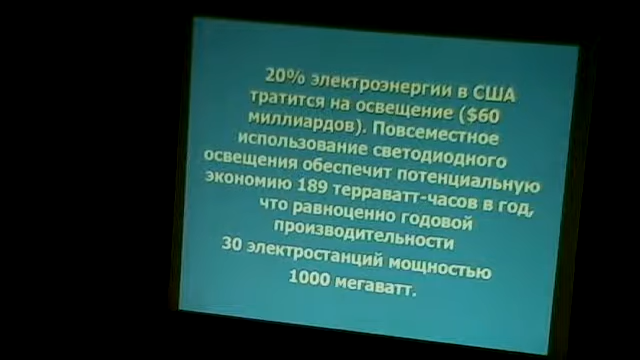 20% электроэнергии в США
тратится на освещение ($60
миллиардов). Повсеместное
использование светодиодного
освещения обеспечит потенциальную
экономию 189 терраватт-часов в год,
что равноценно годовой
производительности
30 электростанций мощностью
1000 мегаватт.